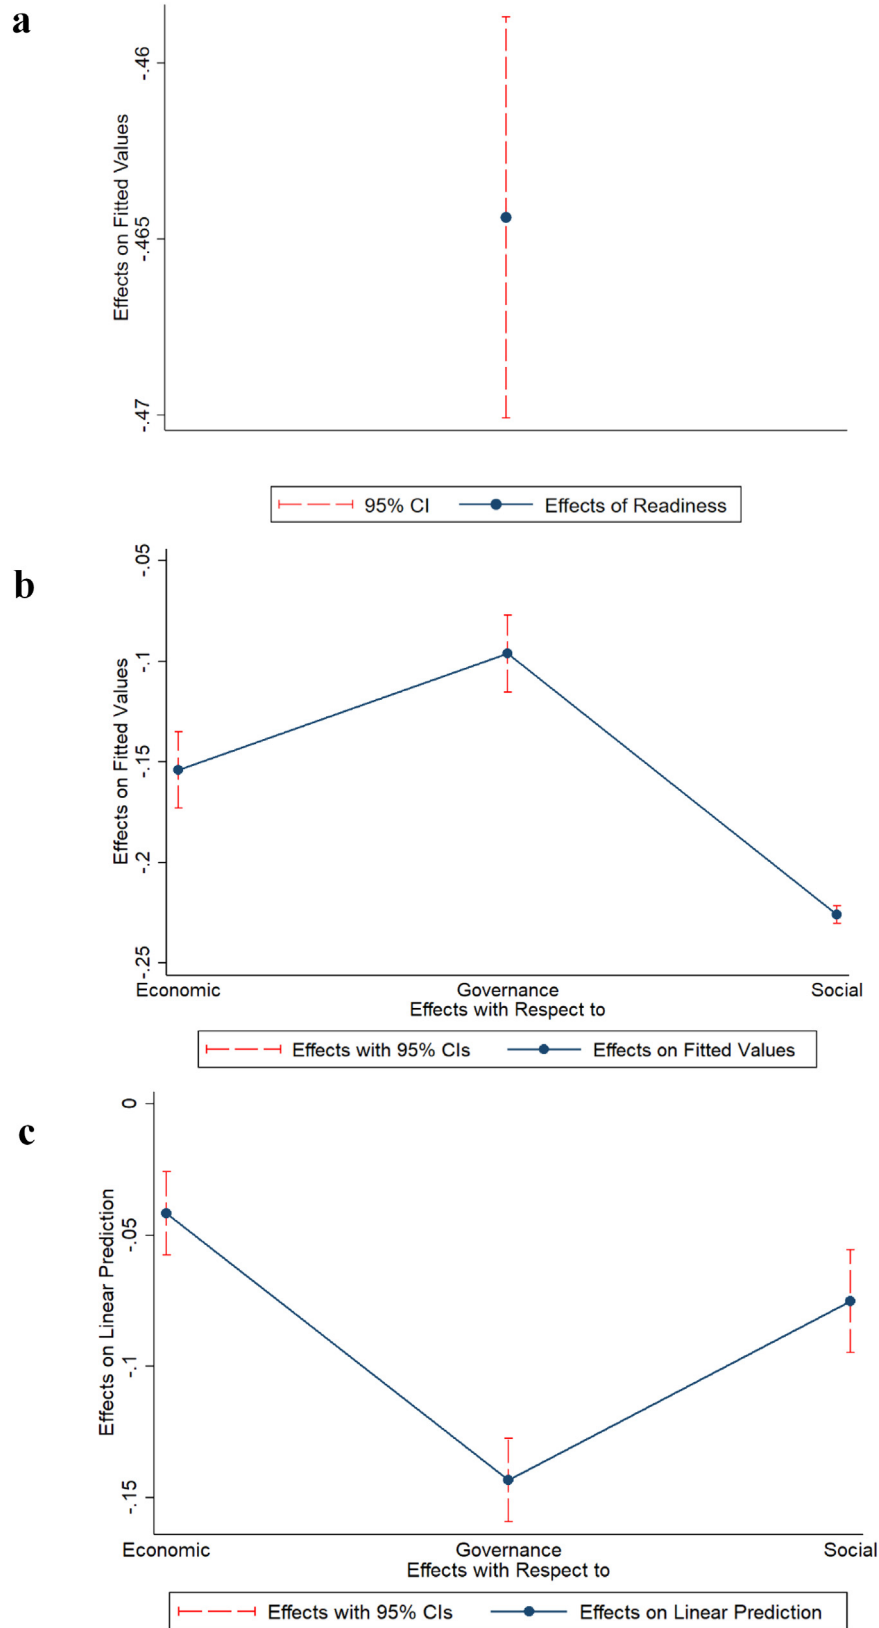 a
-.46
-.465
-.47
Effects on Fitted Values
95% CI
Effects of Readiness
b
-.05
-.1
-.15
-.2
-.25
Effects on Fitted Values
Economic
Governance
Social
Effects with Respect to
Effects with 95% CIs
Effects on Fitted Values
c
0
-.05
-.1
-.15
Effects on Linear Prediction
Economic
Governance
Social
Effects with Respect to
Effects with 95% CIs
Effects on Linear Prediction